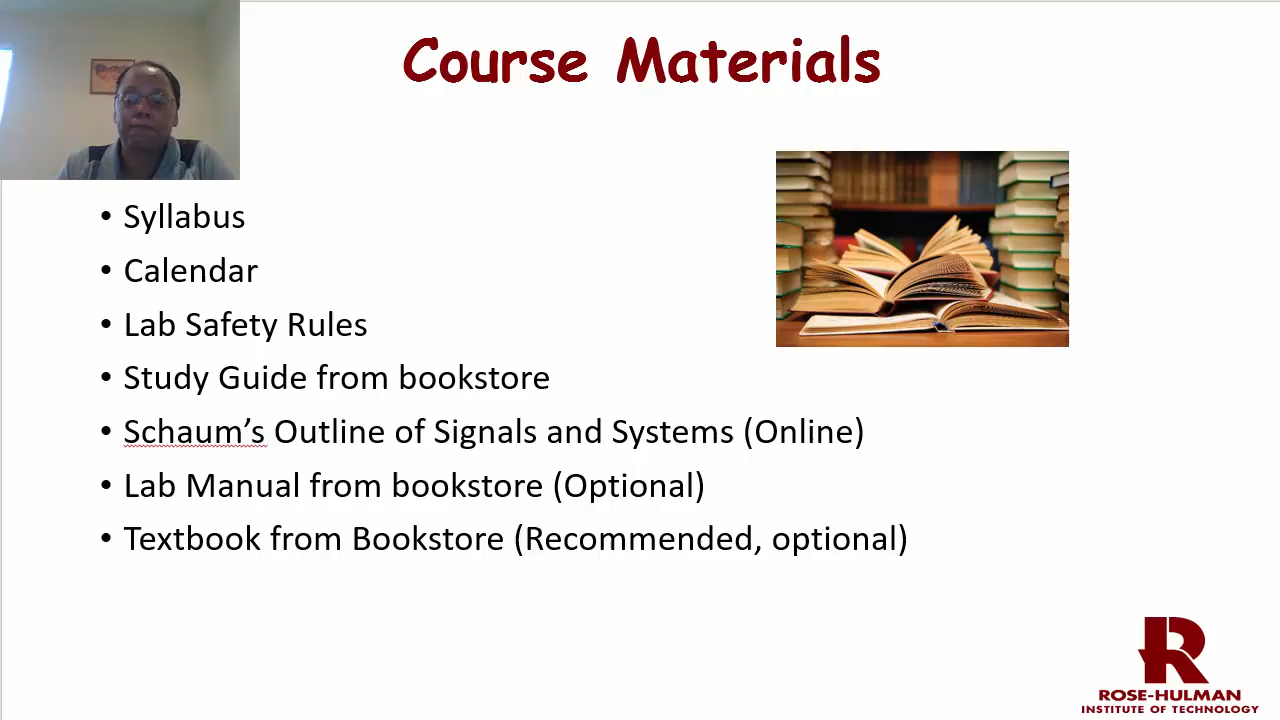 Course Materials
• Syllabus
• Calendar
• Lab Safety Rules
• Study Guide from bookstore
• Schaum’s Outline of Signals and Systems (Online)
• Lab Manual from bookstore (Optional)
• Textbook from Bookstore (Recommended, optional)
ROSE-HULMAN
INSTITUTE OF TECHNOLOGY